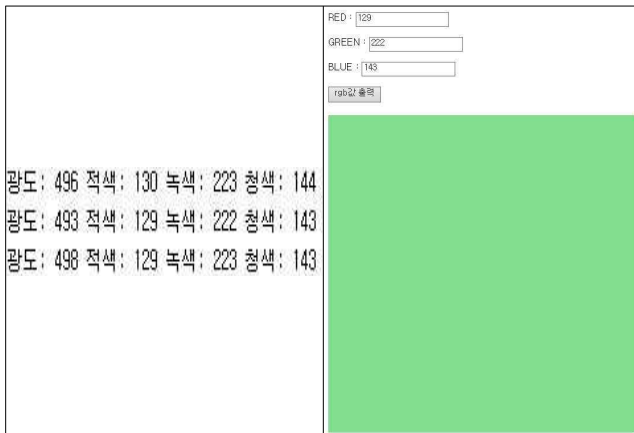 광도: 496 적색: 130 녹색: 223 청색: 144
광도: 493 적색: 129 녹색: 222 청색: 143
광도: 498 적색: 129 녹색: 223 청색: 143
RED : 129
GREEN : 222
BLUE : 143
rgb값 출력